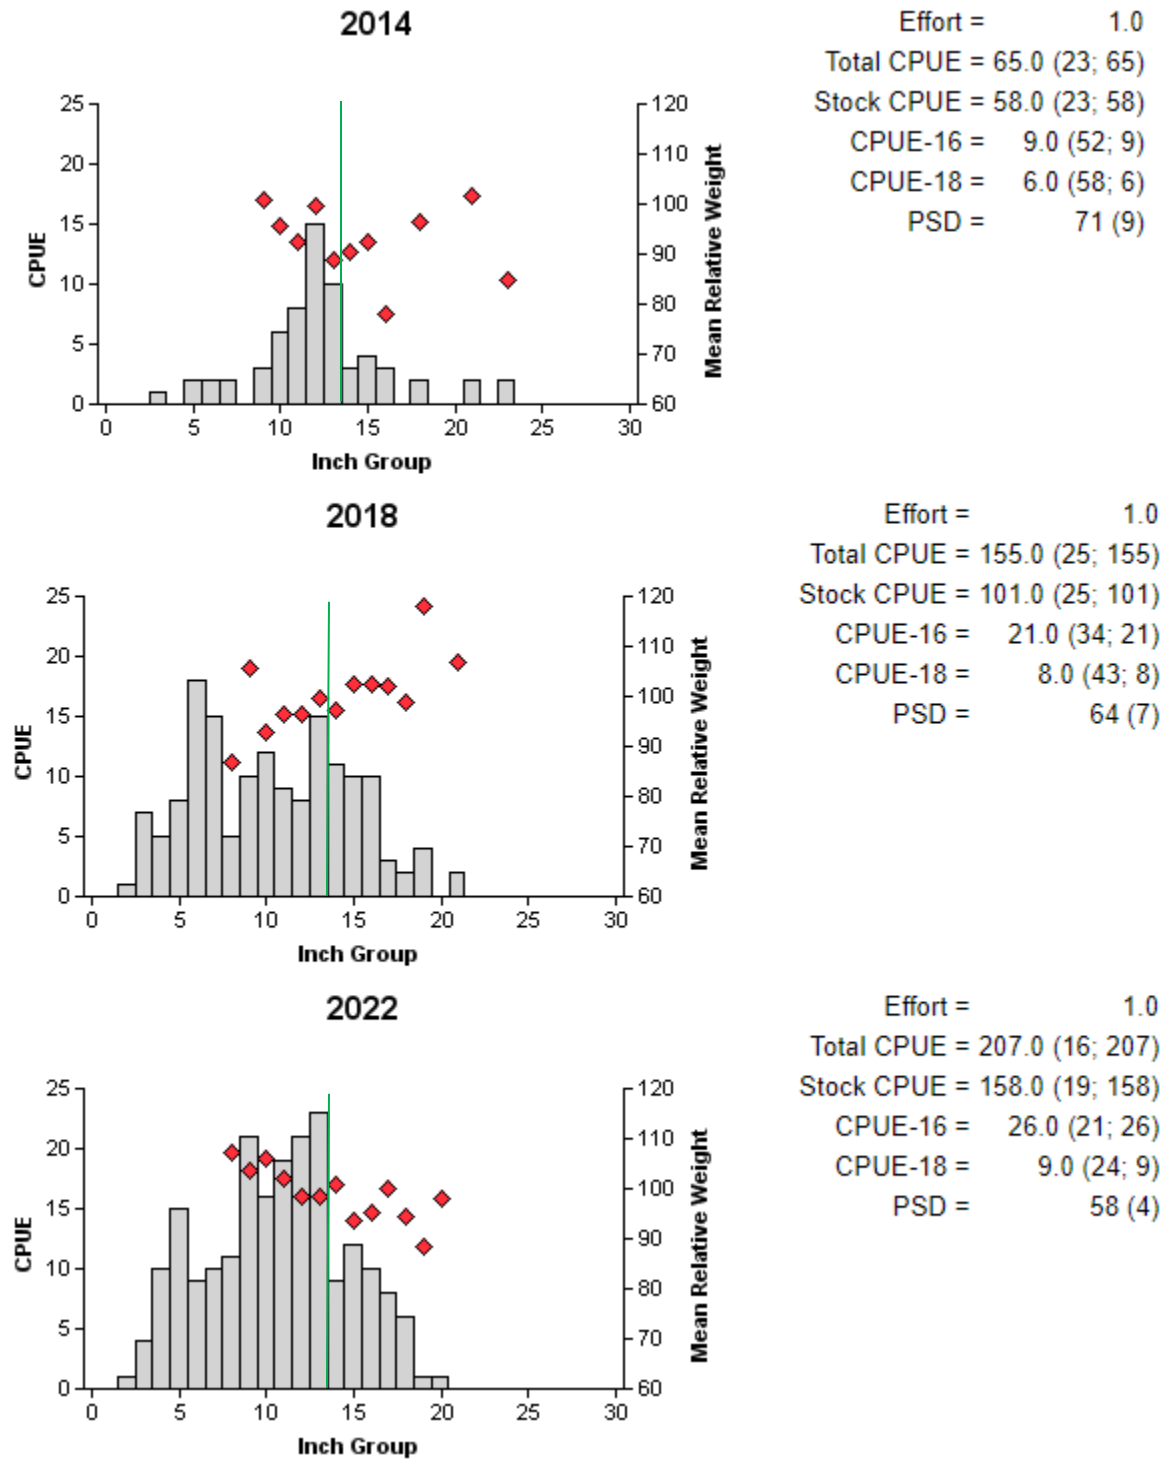 2014
Effort = 1.0
Total CPUE = 65.0 (23; 65)
Stock CPUE = 58.0 (23; 58)
CPUE-16 = 9.0 (52; 9)
CPUE-18 = 6.0 (58; 6)
PSD = 71 (9)
25
20
15
10
5
0
CPUE
120
110
100
90
80
70
60
Mean Relative Weight
0 5 10 15 20 25 30
Inch Group
2018
Effort = 1.0
Total CPUE = 155.0 (25; 155)
Stock CPUE = 101.0 (25; 101)
CPUE-16 = 21.0 (34; 21)
CPUE-18 = 8.0 (43; 8)
PSD = 64 (7)
25
20
15
10
5
0
CPUE
120
110
100
90
80
70
60
Mean Relative Weight
0 5 10 15 20 25 30
Inch Group
2022
Effort = 1.0
Total CPUE = 207.0 (16; 207)
Stock CPUE = 158.0 (19; 158)
CPUE-16 = 26.0 (21; 26)
CPUE-18 = 9.0 (24; 9)
PSD = 58 (4)
25
20
15
10
5
0
CPUE
120
110
100
90
80
70
60
Mean Relative Weight
0 5 10 15 20 25 30
Inch Group